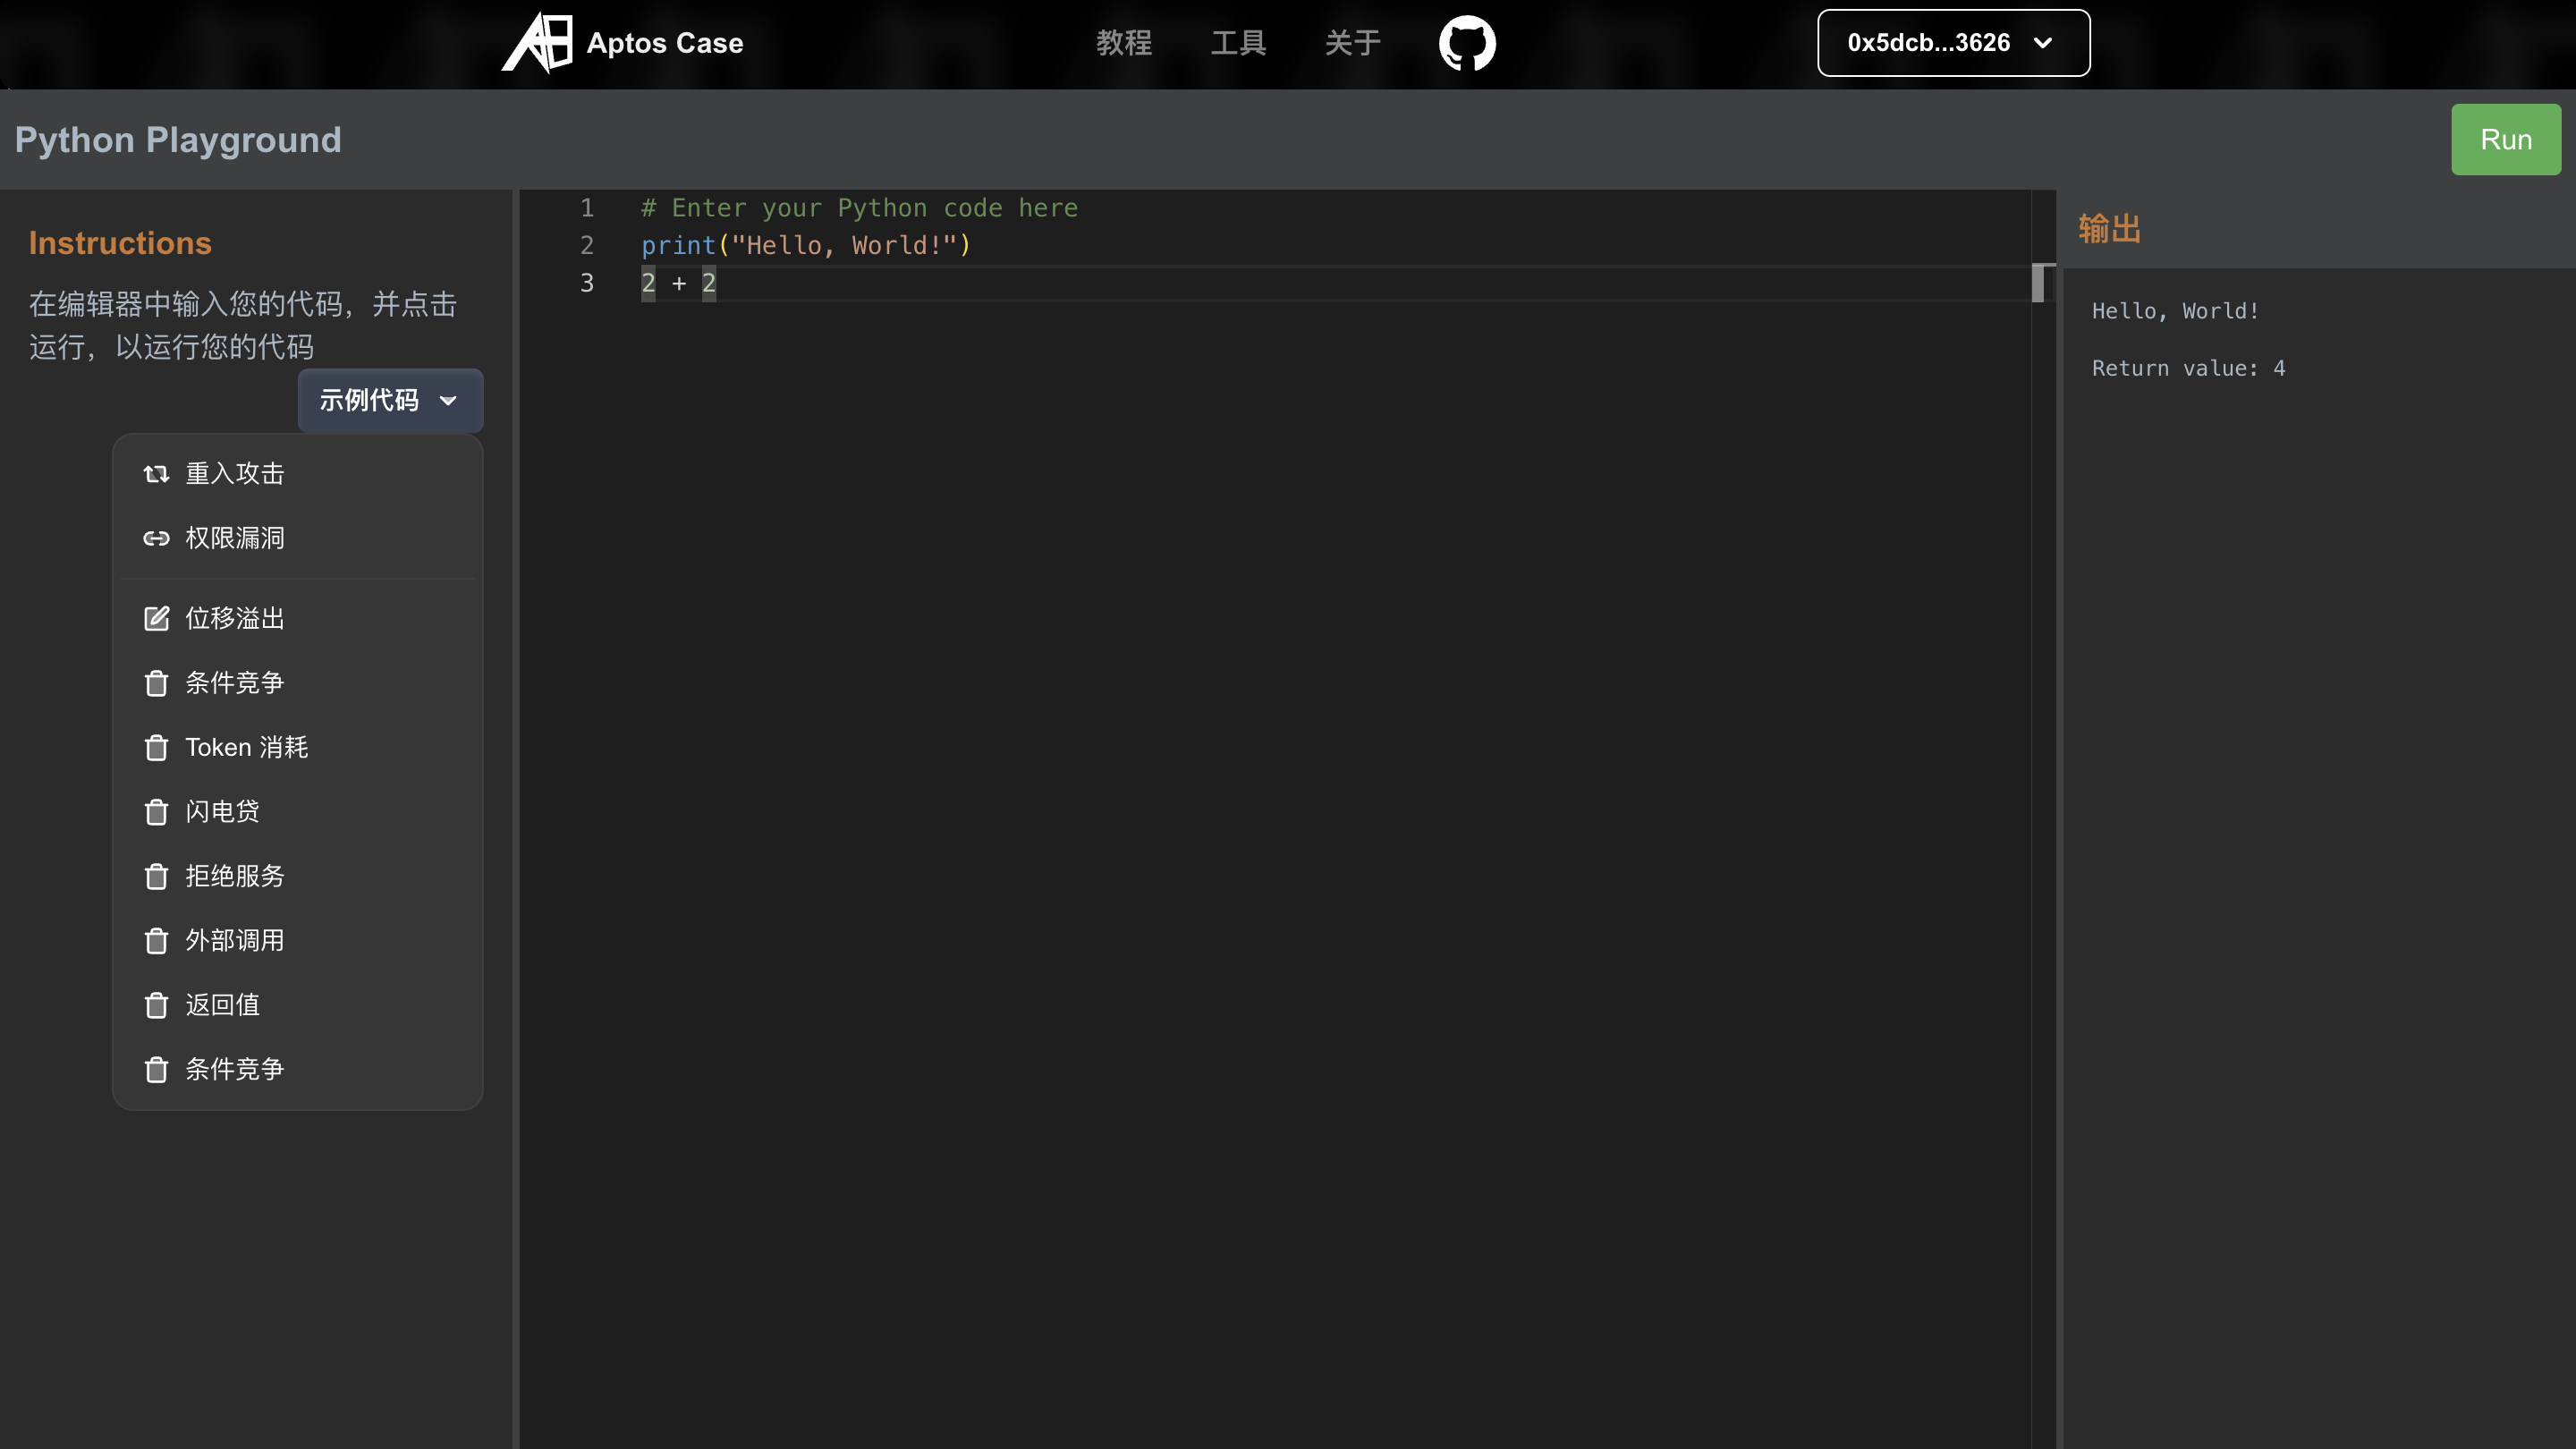 Aptos Case
教程
工具
关于
0x5dcb...3626
Python Playground
Run
Instructions
在编辑器中输入您的代码，并点击
运行，以运行您的代码
示例代码
重入攻击
权限漏洞
位移溢出
条件竞争
Token 消耗
闪电贷
拒绝服务
外部调用
返回值
条件竞争
1 # Enter your Python code here
2 print("Hello, World!")
3 2 + 2
输出
Hello, World!
Return value: 4